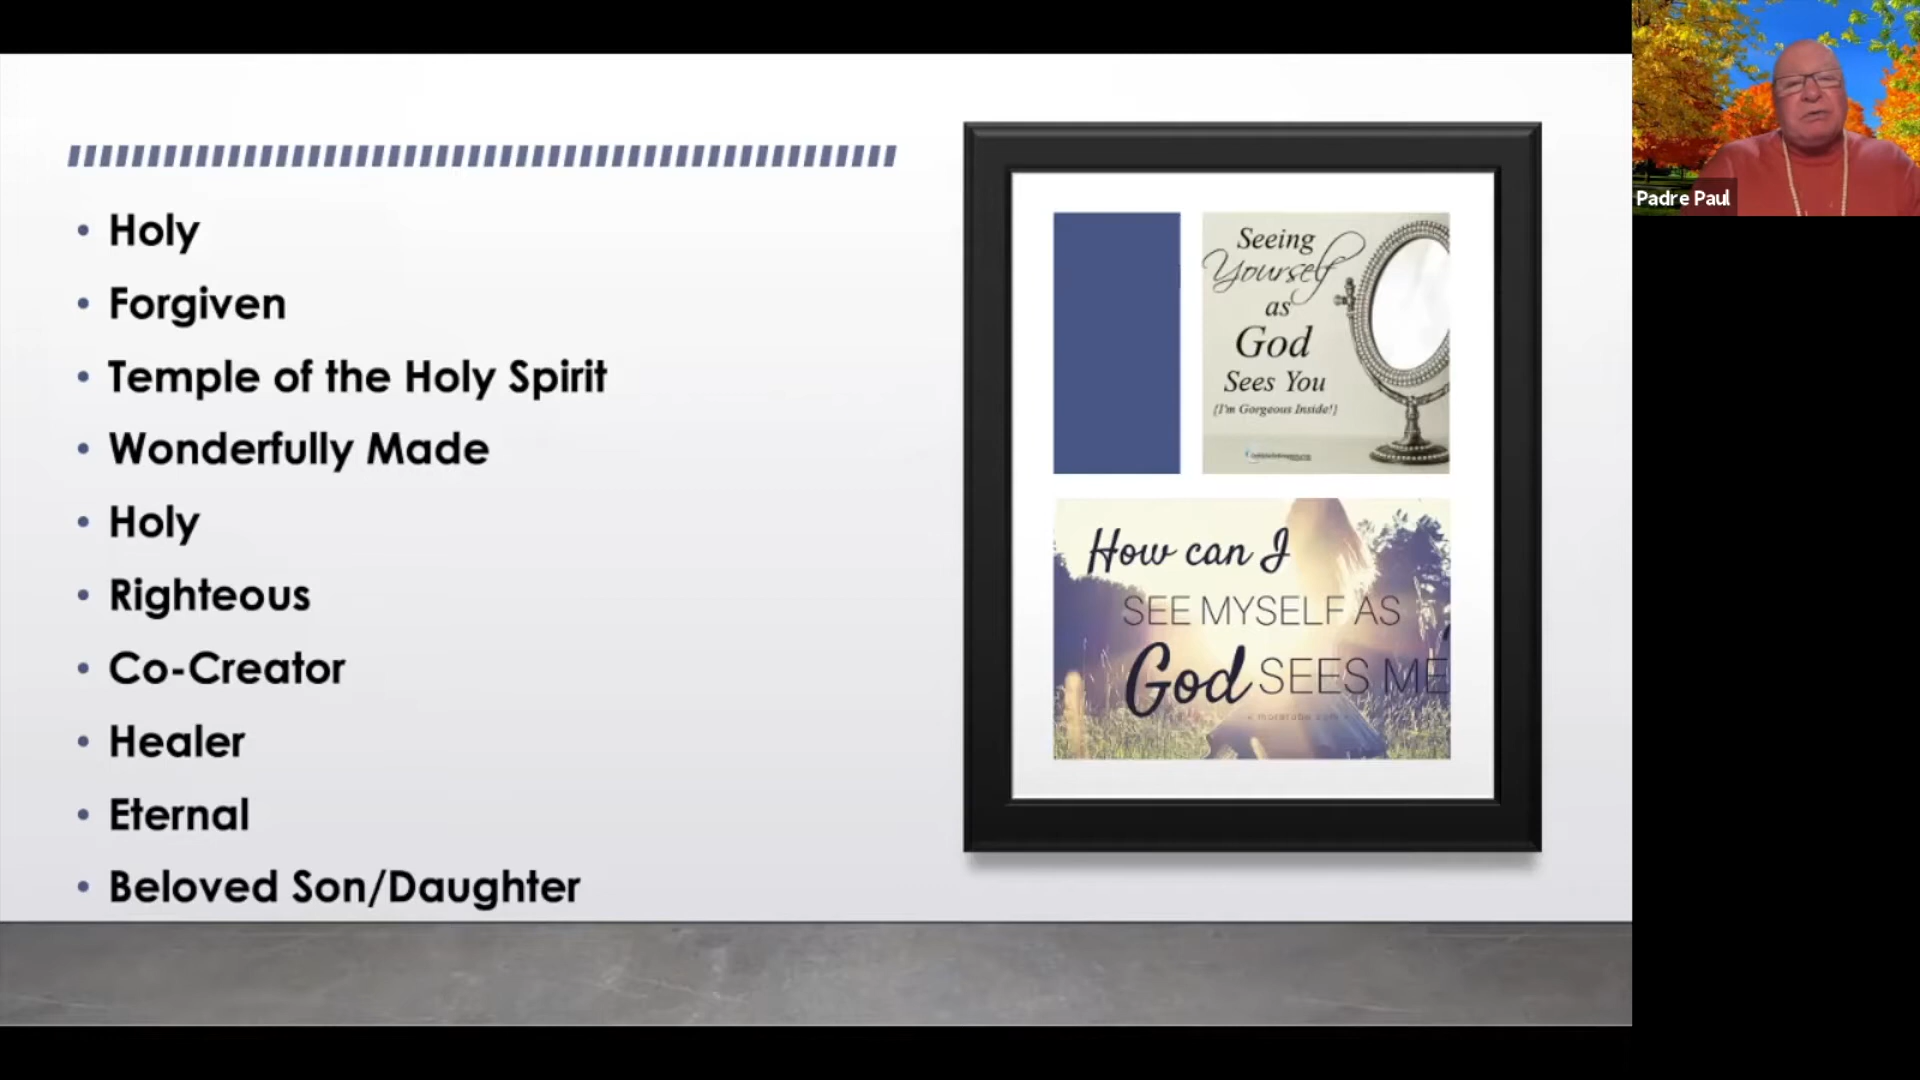 Holy
Forgiven
Temple of the Holy Spirit
Wonderfully Made
Holy
Righteous
Co-Creator
Healer
Eternal
Beloved Son/Daughter
Seeing
Yourself
as
God
Sees You
{I'm Gorgeous Inside!}
How can I
SEE MYSELF AS
God SEES ME
Padre Paul